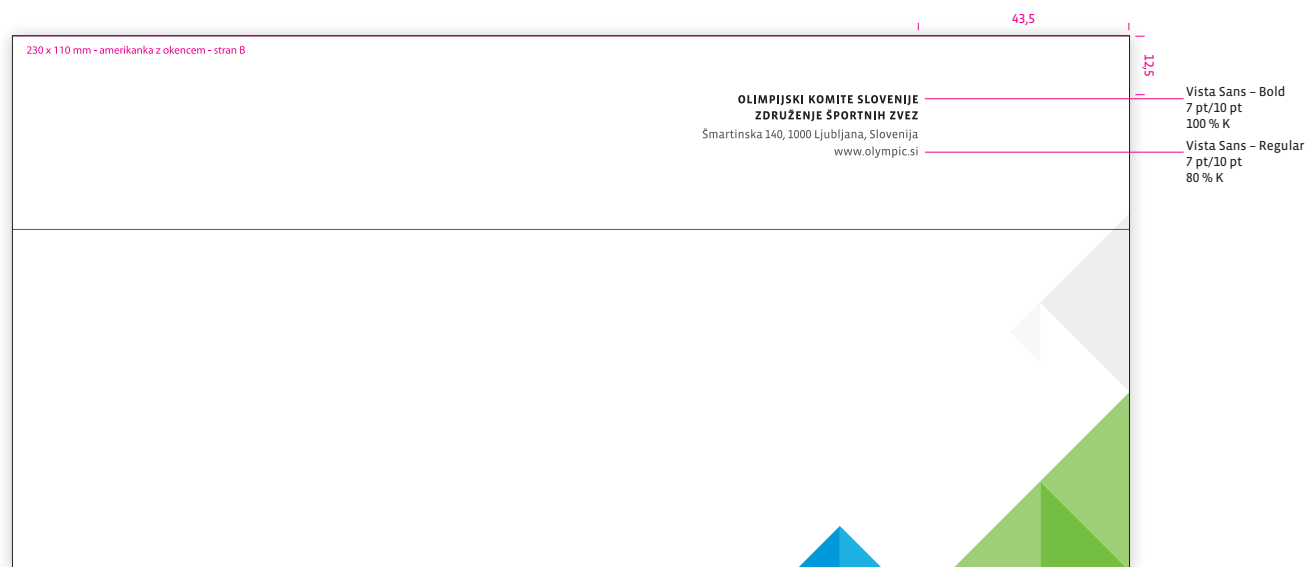 43,5
230 x 110 mm - amerikanka z okencem - stran B
12,5
OLIMPIJSKI KOMITE SLOVENIJE
ZDRUŽENJE ŠPORTNIH ZVEZ
Šmartinska 140, 1000 Ljubljana, Slovenija
www.olympic.si
Vista Sans – Bold
7 pt/10 pt
100 % K
Vista Sans – Regular
7 pt/10 pt
80 % K